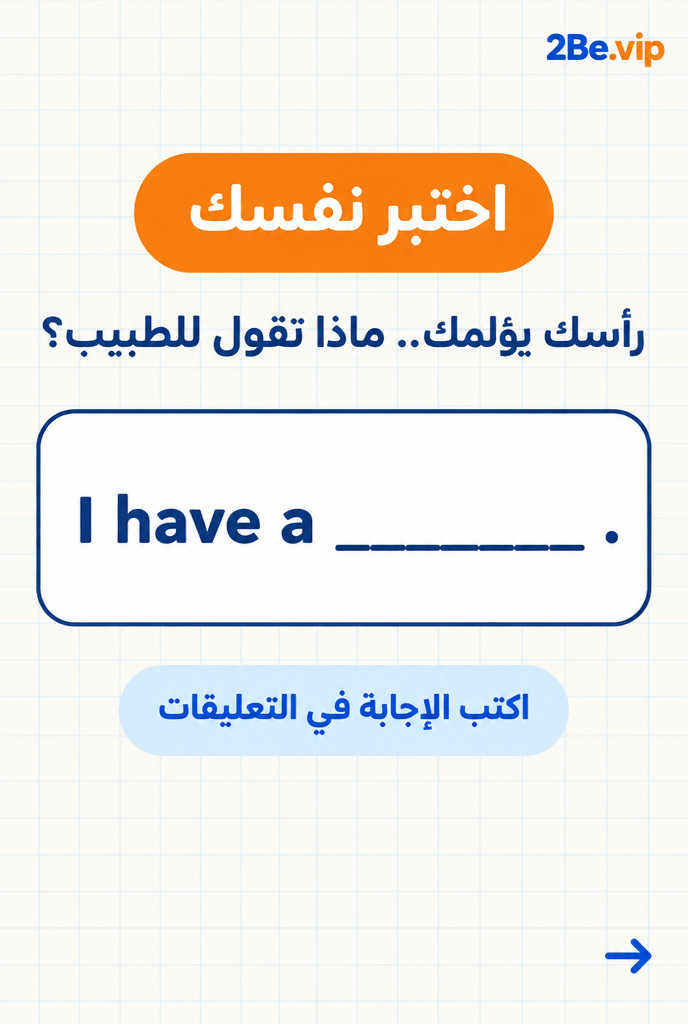 2Be.vip
اختبر نفسك
رأسك يؤلمك.. ماذا تقول للطبيب؟
I have a _______ .
اكتب الإجابة في التعليقات